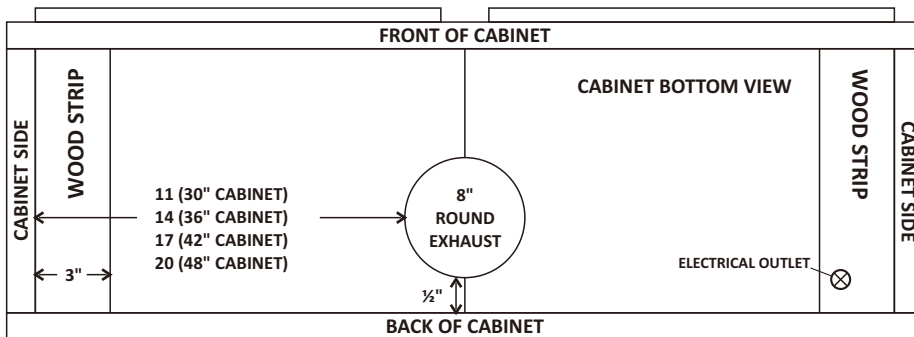 FRONT OF CABINET
CABINET SIDE
WOOD STRIP
CABINET BOTTOM VIEW
WOOD STRIP
CABINET SIDE
11 (30" CABINET)
14 (36" CABINET)
17 (42" CABINET)
20 (48" CABINET)
8"
ROUND
EXHAUST
3"
½"
ELECTRICAL OUTLET
BACK OF CABINET